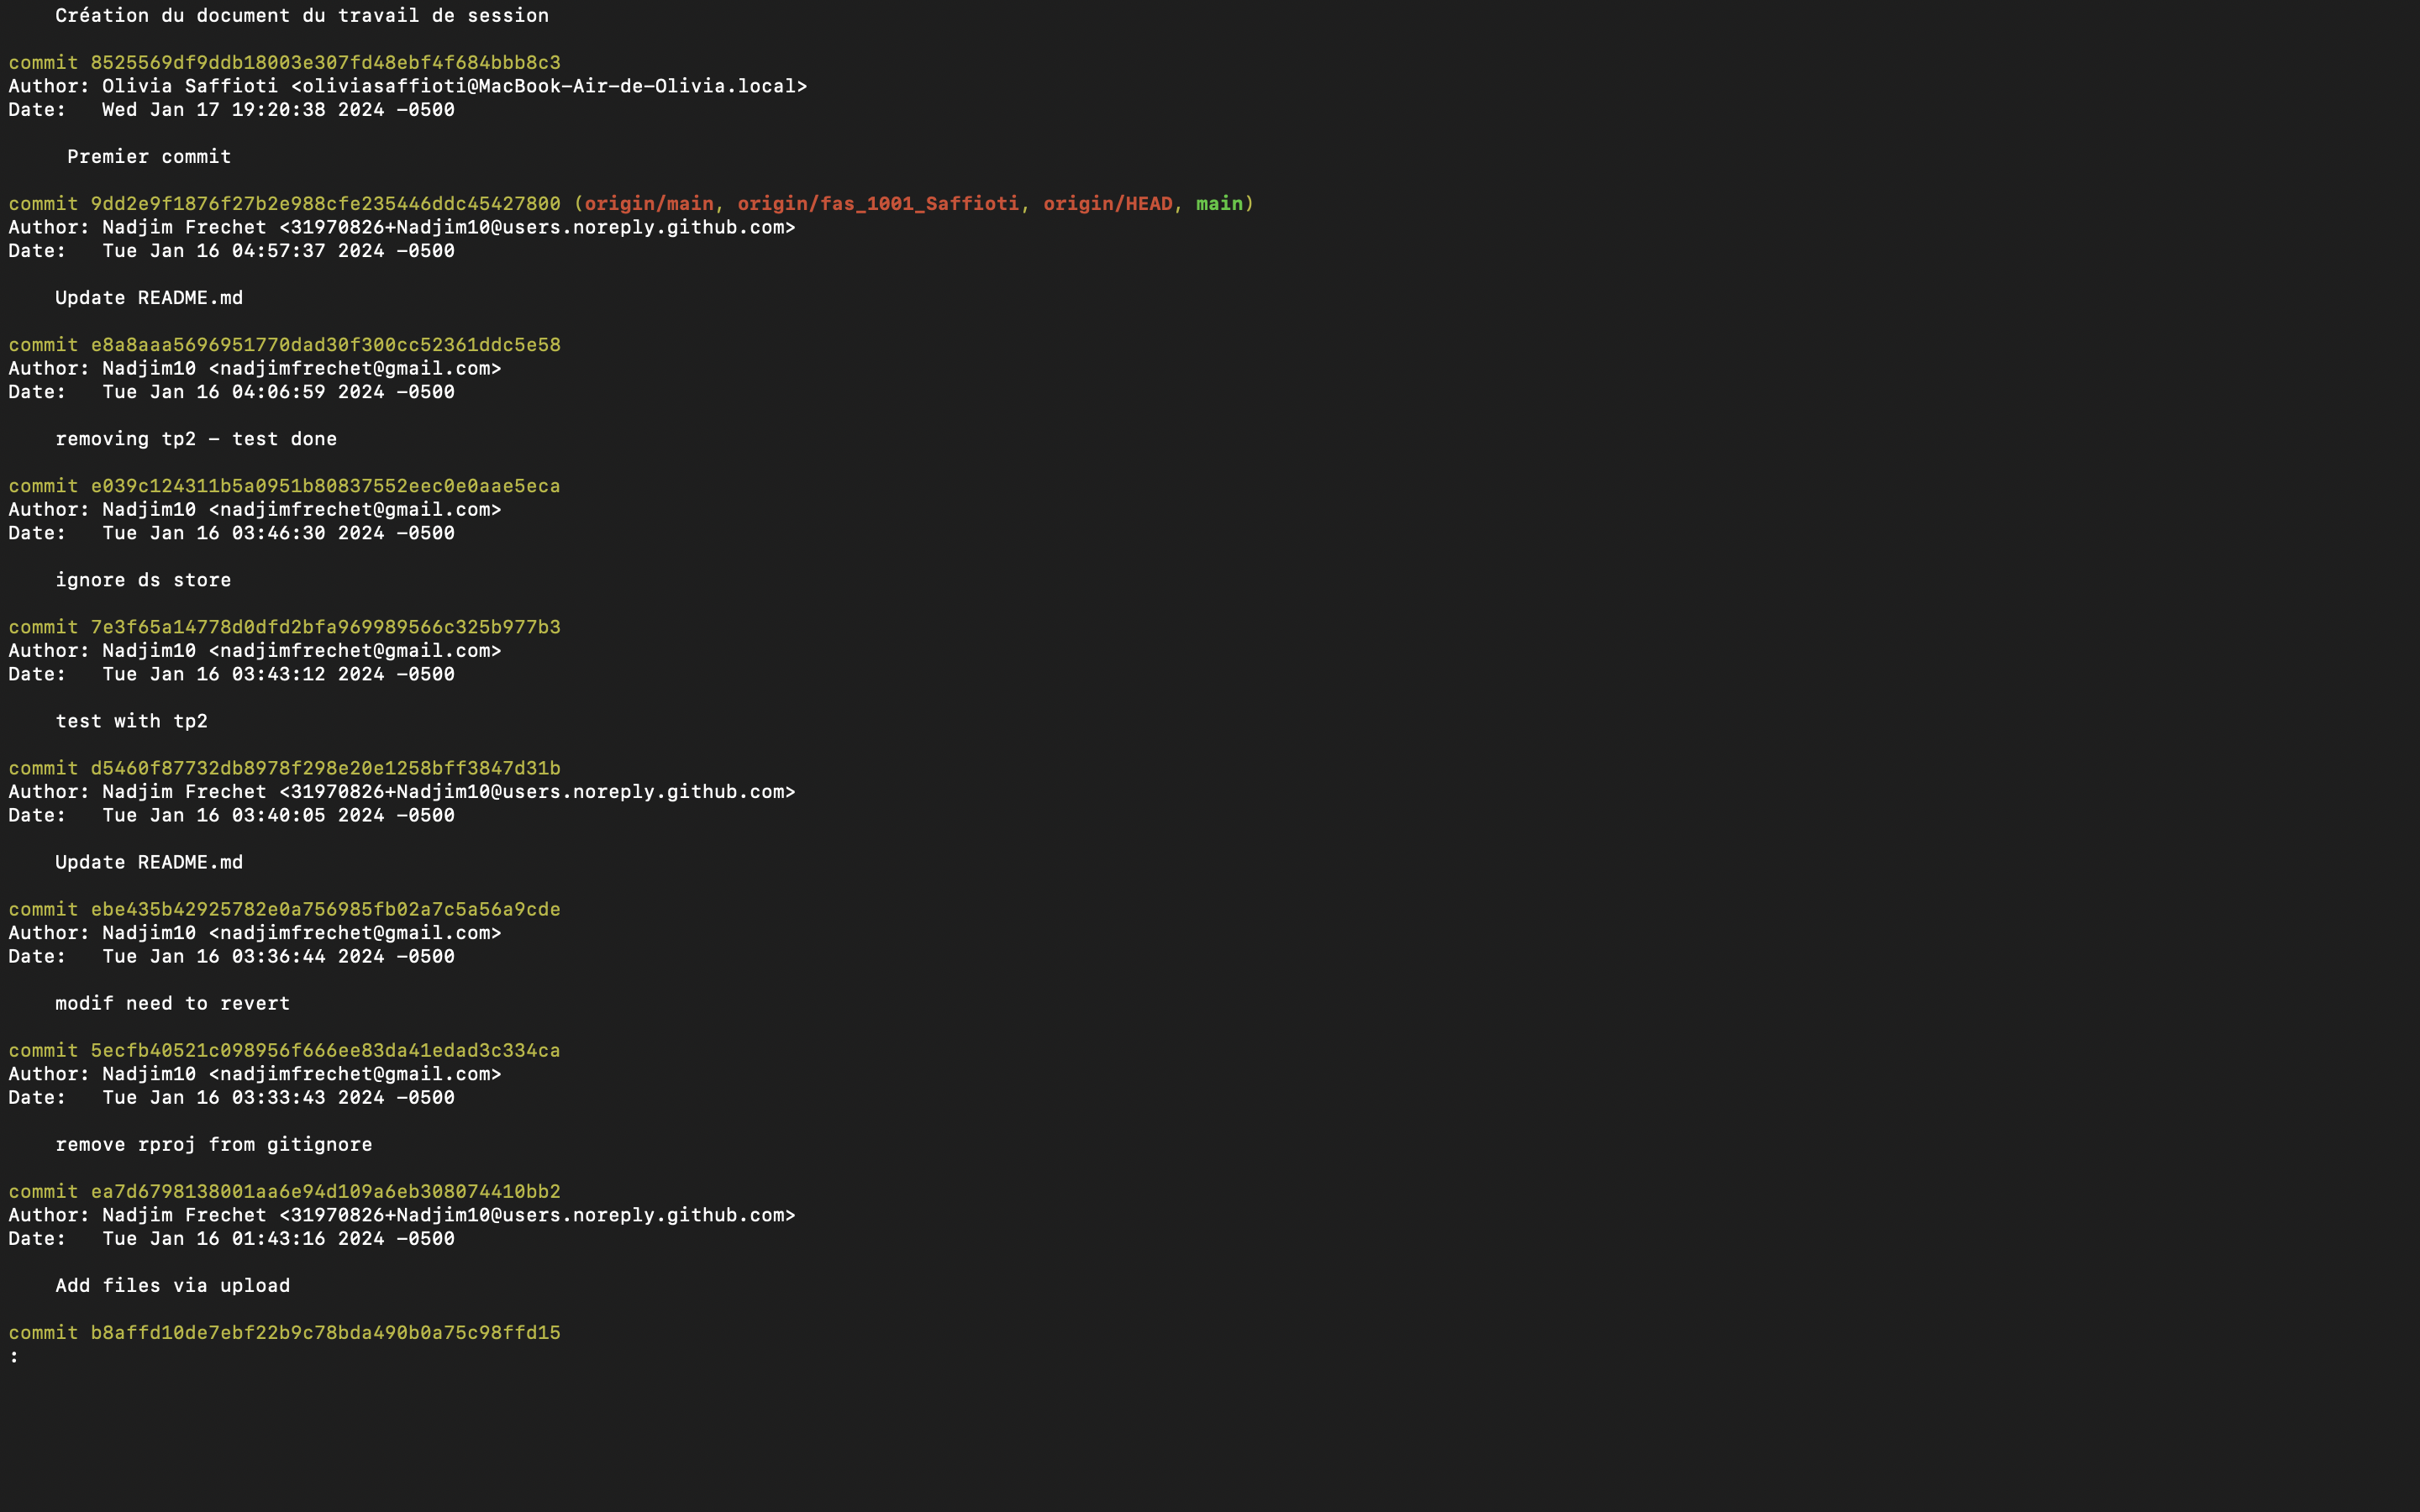 Création du document du travail de session
commit 8525569df9ddb18003e307fd48ebf4f684bbb8c3
Author: Olivia Saffioti <oliviasaffioti@MacBook-Air-de-Olivia.local>
Date:   Wed Jan 17 19:20:38 2024 -0500
Premier commit
commit 9dd2e9f1876f27b2e988cfe235446ddc45427800 (origin/main, origin/fas_1001_Saffioti, origin/HEAD, main)
Author: Nadjim Frechet <31970826+Nadjim10@users.noreply.github.com>
Date:   Tue Jan 16 04:57:37 2024 -0500
Update README.md
commit e8a8aaa5696951770dad30f300cc52361ddc5e58
Author: Nadjim10 <nadjimfrechet@gmail.com>
Date:   Tue Jan 16 04:06:59 2024 -0500
removing tp2 - test done
commit e039c124311b5a0951b80837552eec0e0aae5eca
Author: Nadjim10 <nadjimfrechet@gmail.com>
Date:   Tue Jan 16 03:46:30 2024 -0500
ignore ds store
commit 7e3f65a14778d0dfd2bfa969989566c325b977b3
Author: Nadjim10 <nadjimfrechet@gmail.com>
Date:   Tue Jan 16 03:43:12 2024 -0500
test with tp2
commit d5460f87732db8978f298e20e1258bff3847d31b
Author: Nadjim Frechet <31970826+Nadjim10@users.noreply.github.com>
Date:   Tue Jan 16 03:40:05 2024 -0500
Update README.md
commit ebe435b42925782e0a756985fb02a7c5a56a9cde
Author: Nadjim10 <nadjimfrechet@gmail.com>
Date:   Tue Jan 16 03:36:44 2024 -0500
modif need to revert
commit 5ecfb40521c098956f666ee83da41edad3c334ca
Author: Nadjim10 <nadjimfrechet@gmail.com>
Date:   Tue Jan 16 03:33:43 2024 -0500
remove rproj from gitignore
commit ea7d6798138001aa6e94d109a6eb308074410bb2
Author: Nadjim Frechet <31970826+Nadjim10@users.noreply.github.com>
Date:   Tue Jan 16 01:43:16 2024 -0500
Add files via upload
commit b8affd10de7ebf22b9c78bda490b0a75c98ffd15
: